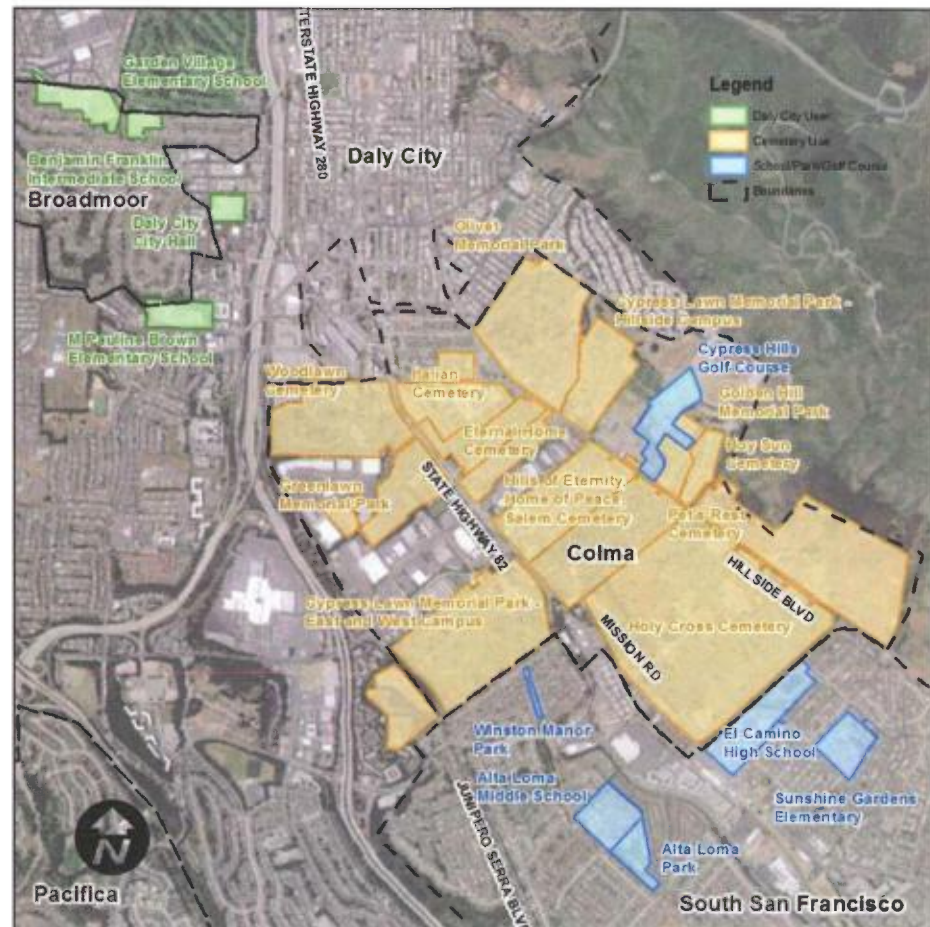 Garden Village
Elementary School
INTERSTATE HIGHWAY 280
Daly City
Legend
Daly City User
Cemetery Use
School/Park/Golf Course
Boundaries
Benjamin Franklin
Intermediate School
Broadmoor
Daly City
City Hall
M Pauline Brown
Elementary School
Olivet
Memorial Park
Cypress Lawn Memorial Park -
Hillside Campus
Cypress Hills
Golf Course
Golden Hill
Memorial Park
Hoy Sun
Cemetery
Woodlawn
Cemetery
Italian
Cemetery
Eternal Home
Cemetery
Greenlawn
Memorial Park
STATE HIGHWAY 82
Hills of Eternity,
Home of Peace,
Salem Cemetery
Pet's Rest
Cemetery
Colma
HILLSIDE BLVD
Cypress Lawn Memorial Park -
East and West Campus
MISSION RD
Holy Cross Cemetery
Winston Manor
Park
El Camino
High School
Alta Loma
Middle School
JUNIPERO SERRA BLV
Sunshine Gardens
Elementary
Alta Loma
Park
N
Pacifica
South San Francisco